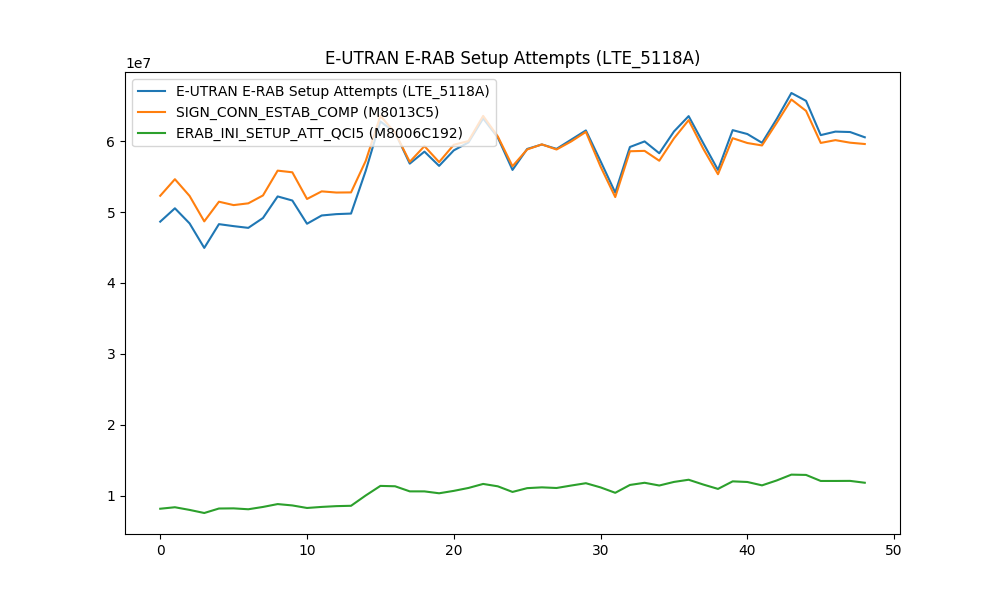 E-UTRAN E-RAB Setup Attempts (LTE_5118A)
1e7
E-UTRAN E-RAB Setup Attempts (LTE_5118A)
SIGN_CONN_ESTAB_COMP (M8013C5)
ERAB_INI_SETUP_ATT_QCI5 (M8006C192)
6
5
4
3
2
1
0 10 20 30 40 50